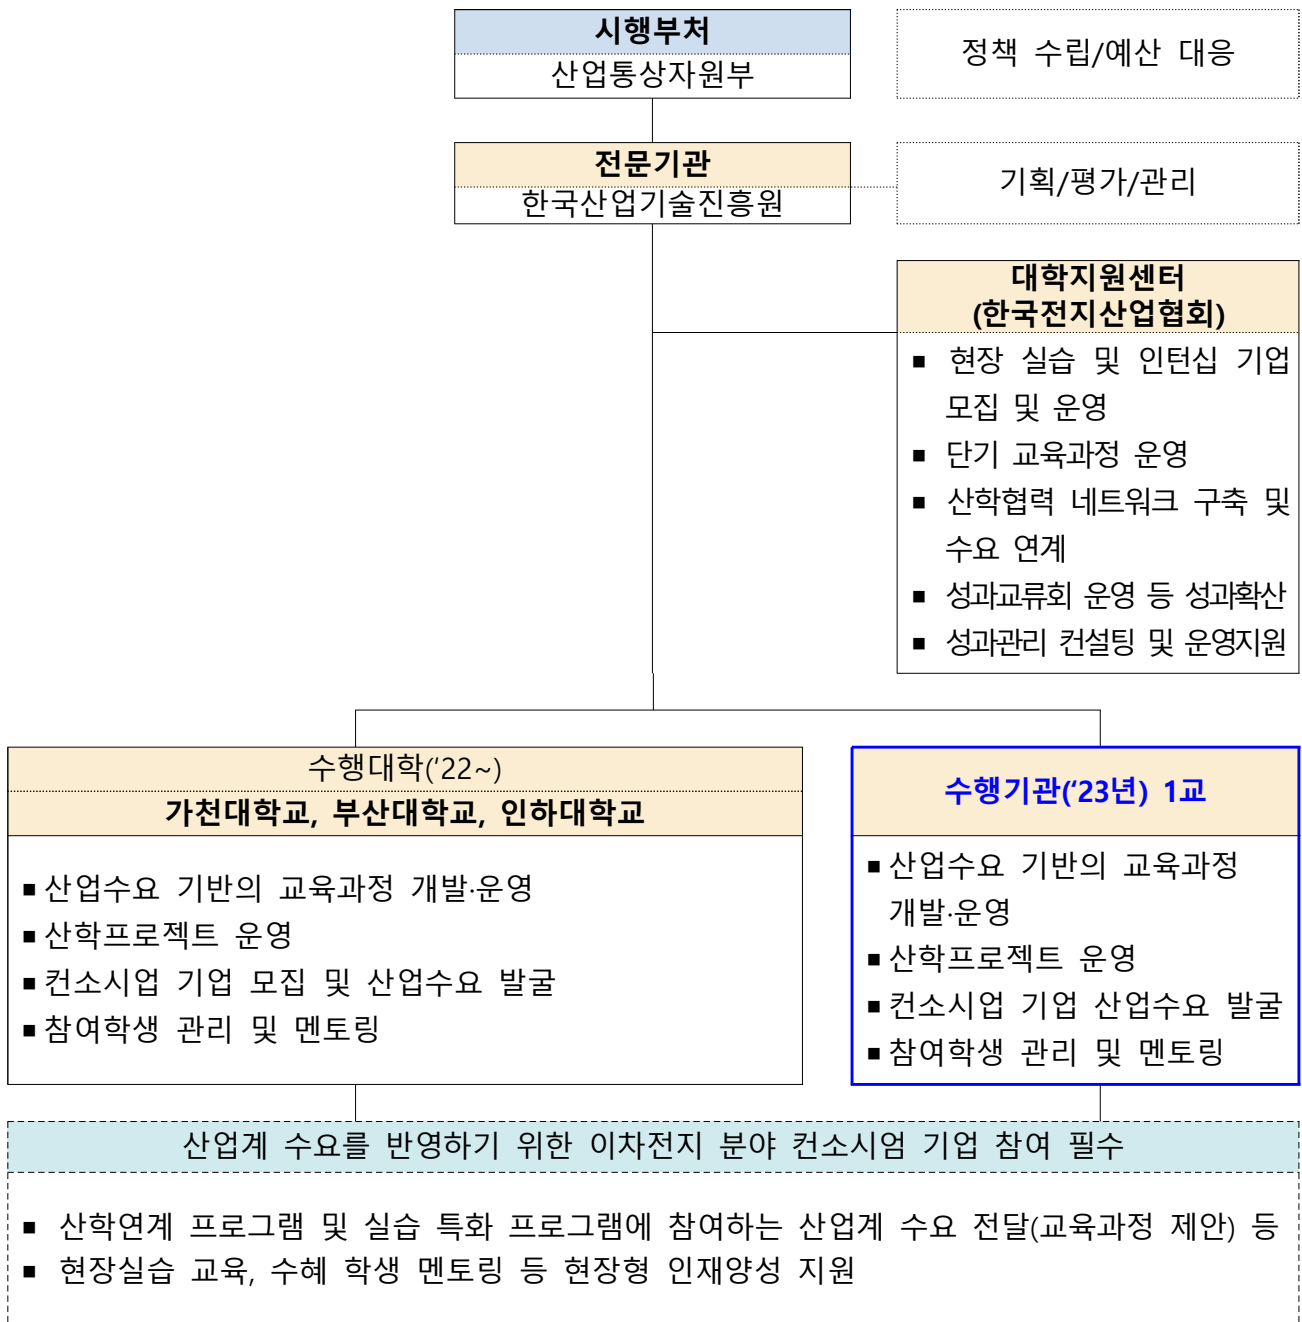 시행부처
산업통상자원부
정책 수립/예산 대응
전문기관
한국산업기술진흥원
기획/평가/관리
대학지원센터
(한국전지산업협회)
▪ 현장 실습 및 인턴십 기업
모집 및 운영
▪ 단기 교육과정 운영
▪ 산학협력 네트워크 구축 및
수요 연계
▪ 성과교류회 운영 등 성과확산
▪ 성과관리 컨설팅 및 운영지원
수행대학('22~)
가천대학교, 부산대학교, 인하대학교
▪ 산업수요 기반의 교육과정 개발·운영
▪ 산학프로젝트 운영
▪ 컨소시업 기업 모집 및 산업수요 발굴
▪ 참여학생 관리 및 멘토링
수행기관('23년) 1교
▪ 산업수요 기반의 교육과정
개발·운영
▪ 산학프로젝트 운영
▪ 컨소시업 기업 산업수요 발굴
▪ 참여학생 관리 및 멘토링
산업계 수요를 반영하기 위한 이차전지 분야 컨소시엄 기업 참여 필수
▪ 산학연계 프로그램 및 실습 특화 프로그램에 참여하는 산업계 수요 전달(교육과정 제안) 등
▪ 현장실습 교육, 수혜 학생 멘토링 등 현장형 인재양성 지원